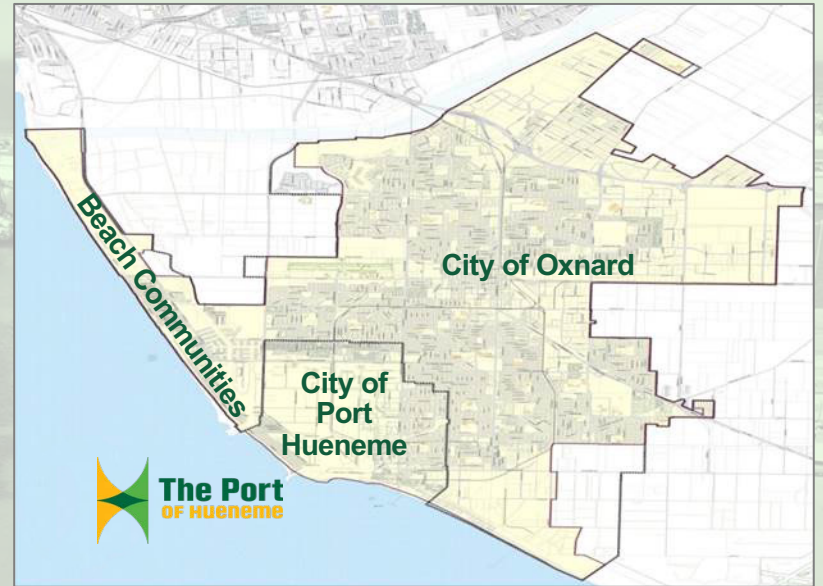 City of Oxnard
Beach Communities
City of
Port
Hueneme
The Port
OF HUENEME